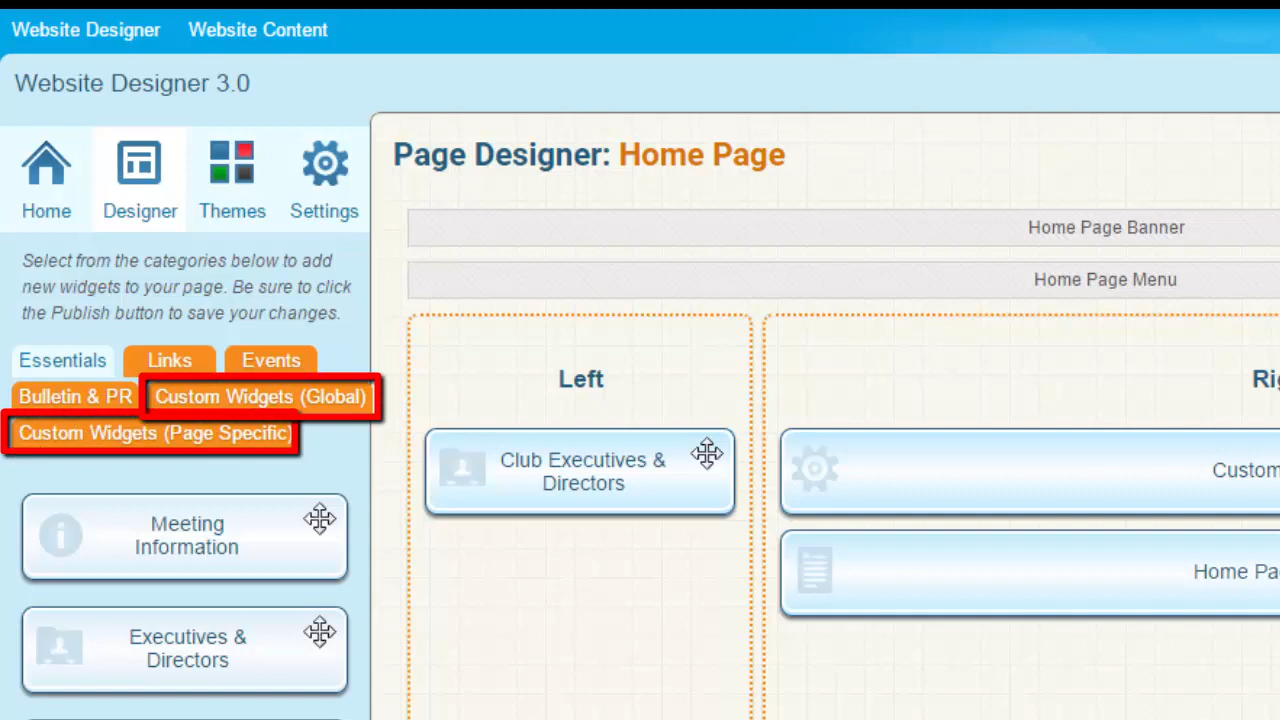 Website Designer Website Content
Website Designer 3.0
Home Designer Themes Settings
Select from the categories below to add
new widgets to your page. Be sure to click
the Publish button to save your changes.
Essentials Links Events
Bulletin & PR Custom Widgets (Global)
Custom Widgets (Page Specific)
Meeting
Information
Executives &
Directors
Page Designer: Home Page
Home Page Banner
Home Page Menu
Left
Club Executives &
Directors
Custom
Home